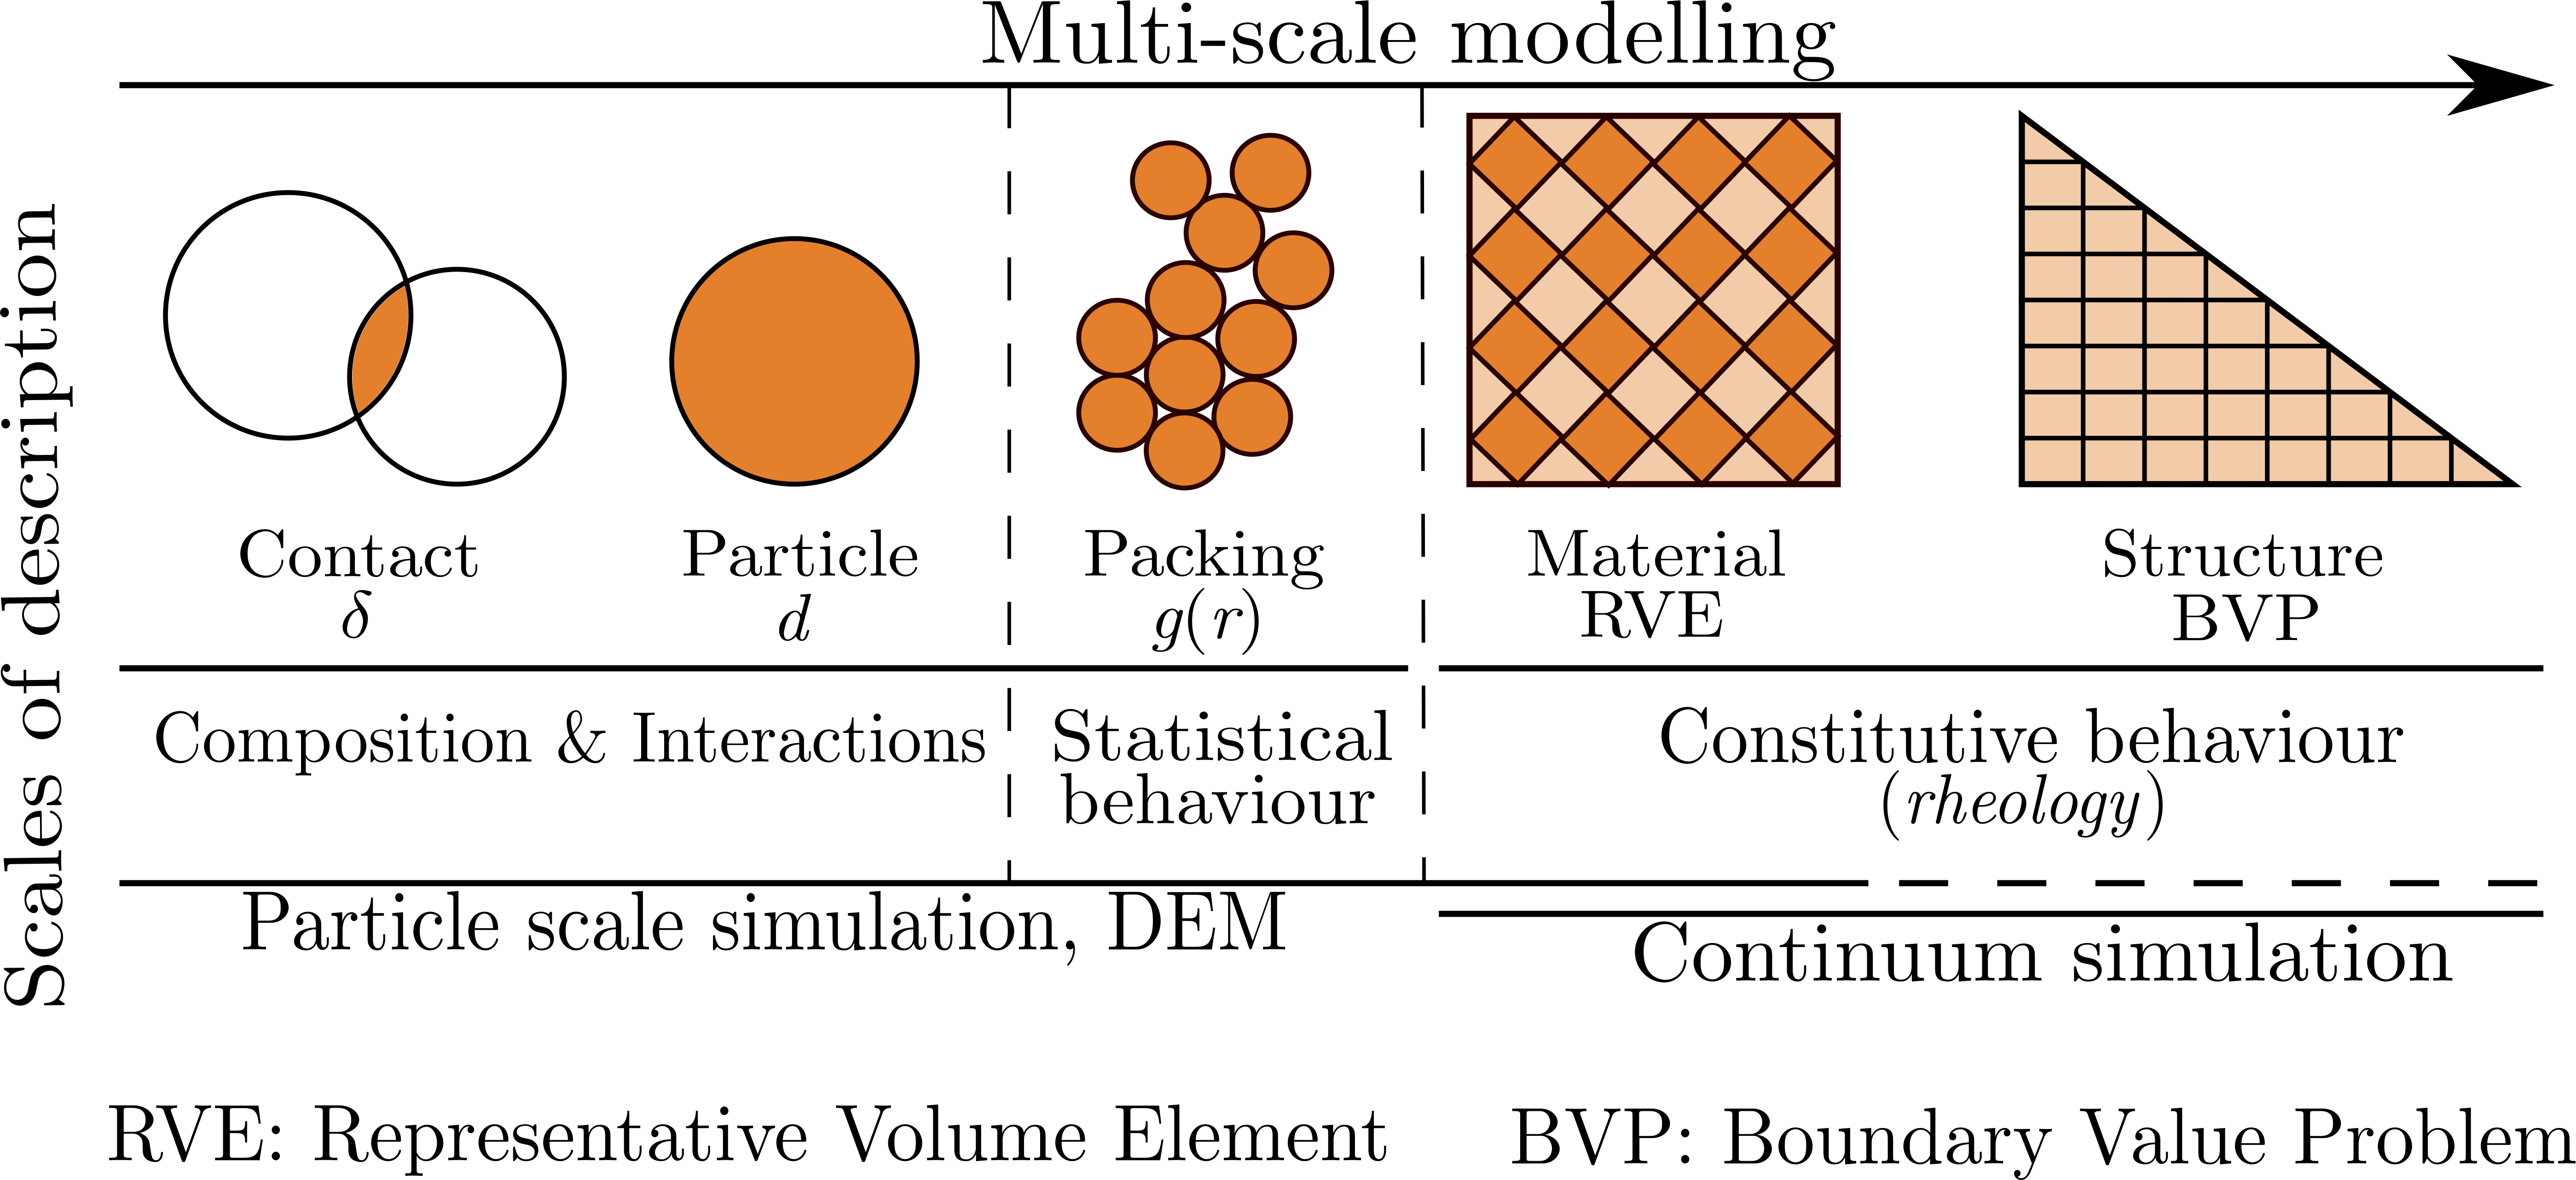 Multi-scale modelling
Scales of description
Contact
δ
Particle
d
Packing
g(r)
Material
RVE
Structure
BVP
Composition & Interactions
Statistical
behaviour
Constitutive behaviour
(rheology)
Particle scale simulation, DEM
Continuum simulation
RVE: Representative Volume Element
BVP: Boundary Value Problem